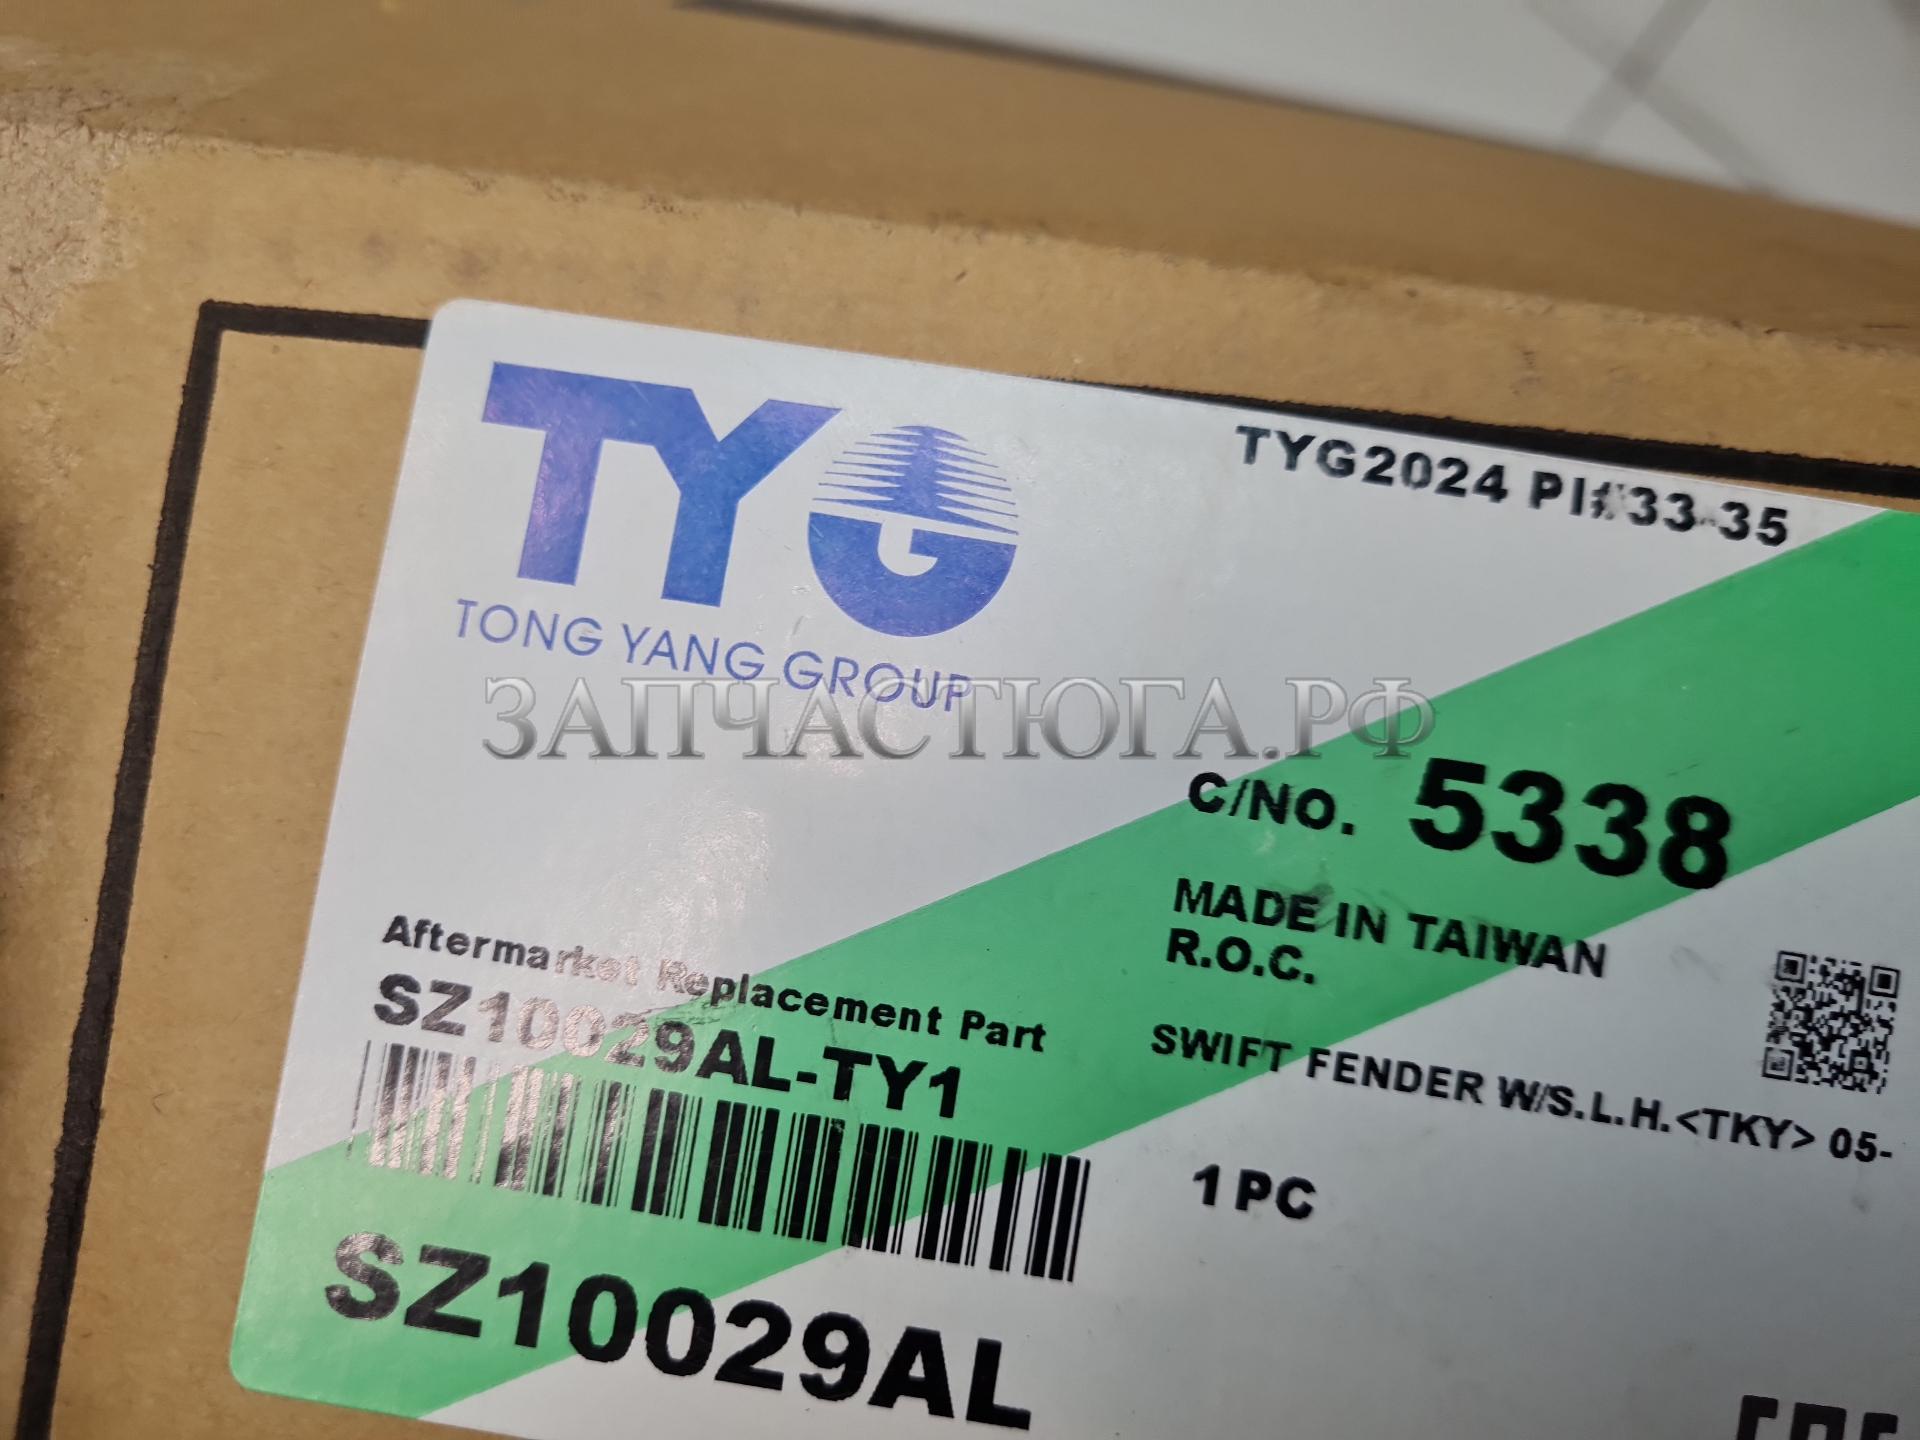 TYG
TYG2024 PI#33-35
TONG YANG GROUP
ЗАПЧАСТЮГА.РФ
C/NO. 5338
MADE IN TAIWAN
R.O.C.
Aftermarket Replacement Part
SZ10029AL-TY1
SWIFT FENDER W/S.L.H.<TKY> 05-
1 PC
SZ10029AL